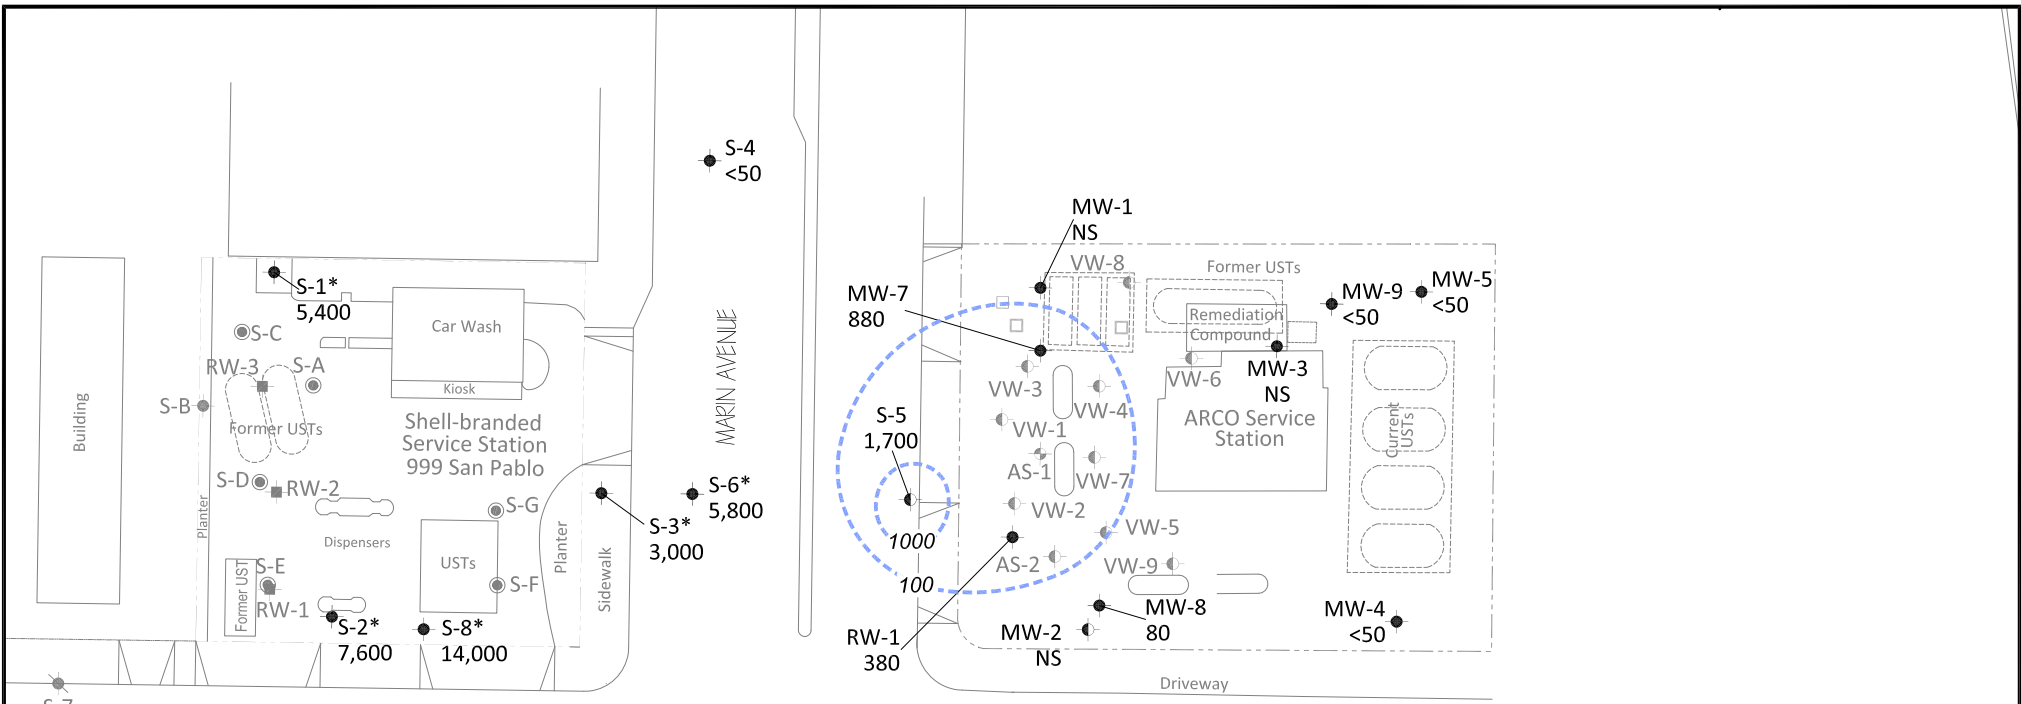 S-4
<50
MW-1
NS
VW-8
Former USTs
S-1*
5,400
MW-7
880
MW-9
<50
MW-5
<50
S-C
Car Wash
Remediation
Compound
MARIN AVENUE
RW-3
S-A
Kiosk
VW-3
VW-4
VW-6
MW-3
NS
S-B
Former USTs
Building
Shell-branded
Service Station
999 San Pablo
S-5
1,700
VW-1
ARCO Service
Station
Current
USTs
AS-1
VW-7
S-D
RW-2
S-G
S-6*
5,800
VW-2
Planter
Dispensers
S-3*
3,000
1000
VW-5
USTs
Planter
Sidewalk
AS-2
VW-9
Former UST
S-E
S-F
100
RW-1
S-2*
7,600
S-8*
14,000
RW-1
380
MW-2
NS
MW-8
80
MW-4
<50
Driveway
S-7